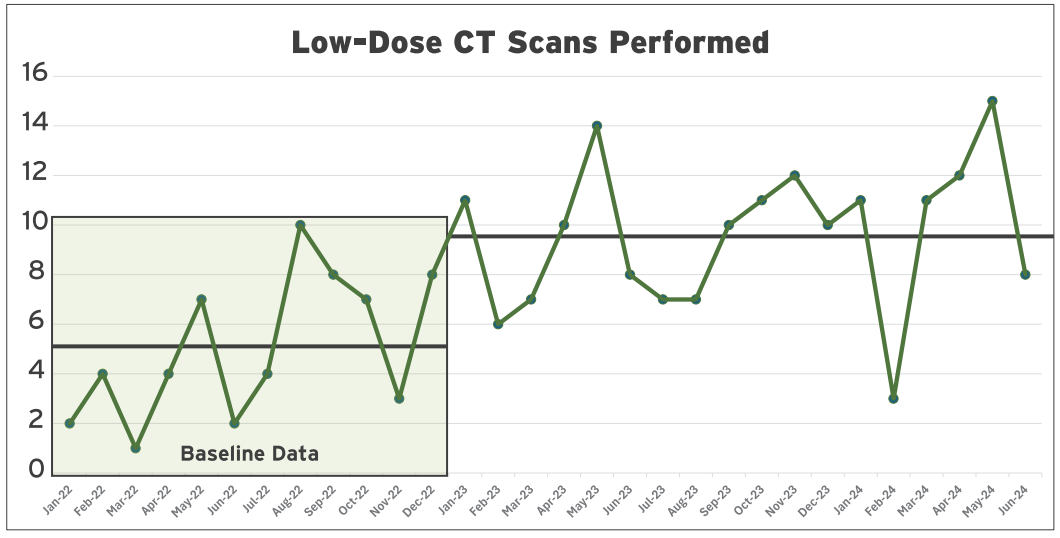 Low-Dose CT Scans Performed
16
14
12
10
8
6
4
2
0
Baseline Data
Jan-22
Feb-22
Mar-22
Apr-22
May-22
Jun-22
Jul-22
Aug-22
Sep-22
Oct-22
Nov-22
Dec-22
Jan-23
Feb-23
Mar-23
Apr-23
May-23
Jun-23
Jul-23
Aug-23
Sep-23
Oct-23
Nov-23
Dec-23
Jan-24
Feb-24
Mar-24
Apr-24
May-24
Jun-24